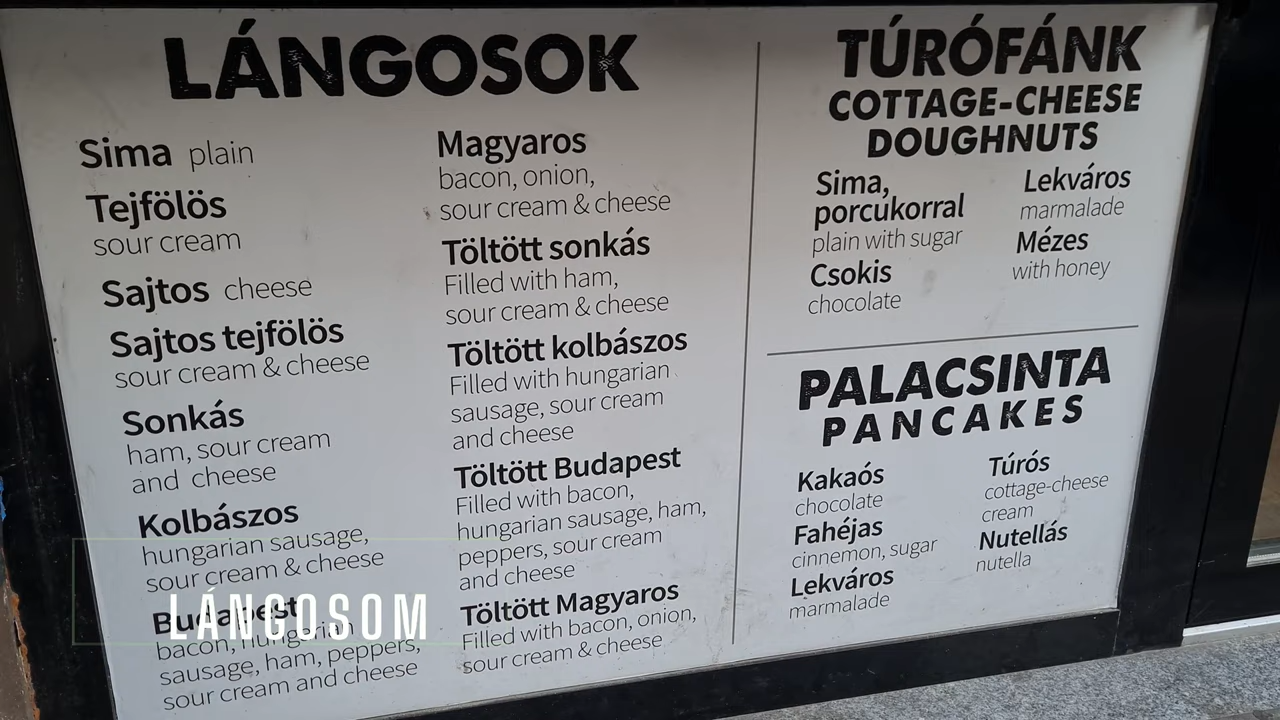 LÁNGOSOK
Sima plain
Tejfölös
sour cream
Sajtos cheese
Sajtos tejfölös
sour cream & cheese
Sonkás
ham, sour cream
and cheese
Kolbászos
hungarian sausage,
sour cream & cheese
Budapest
bacon, hungarian
sausage, ham, peppers,
sour cream and cheese
Magyaros
bacon, onion,
sour cream & cheese
Töltött sonkás
Filled with ham,
sour cream & cheese
Töltött kolbászos
Filled with hungarian
sausage, sour cream
and cheese
Töltött Budapest
Filled with bacon,
hungarian sausage, ham,
peppers, sour cream
and cheese
Töltött Magyaros
Filled with bacon, onion,
sour cream & cheese
TÚRÓFÁNK
COTTAGE-CHEESE
DOUGHNUTS
Sima,
porcukorral
plain with sugar
Csokis
chocolate
Lekváros
marmalade
Mézes
with honey
PALACSINTA
PANCAKES
Kakaós
chocolate
Fahéjas
cinnemon, sugar
Lekváros
marmalade
Túrós
cottage-cheese
cream
Nutellás
nutella
LÁNGOSOM